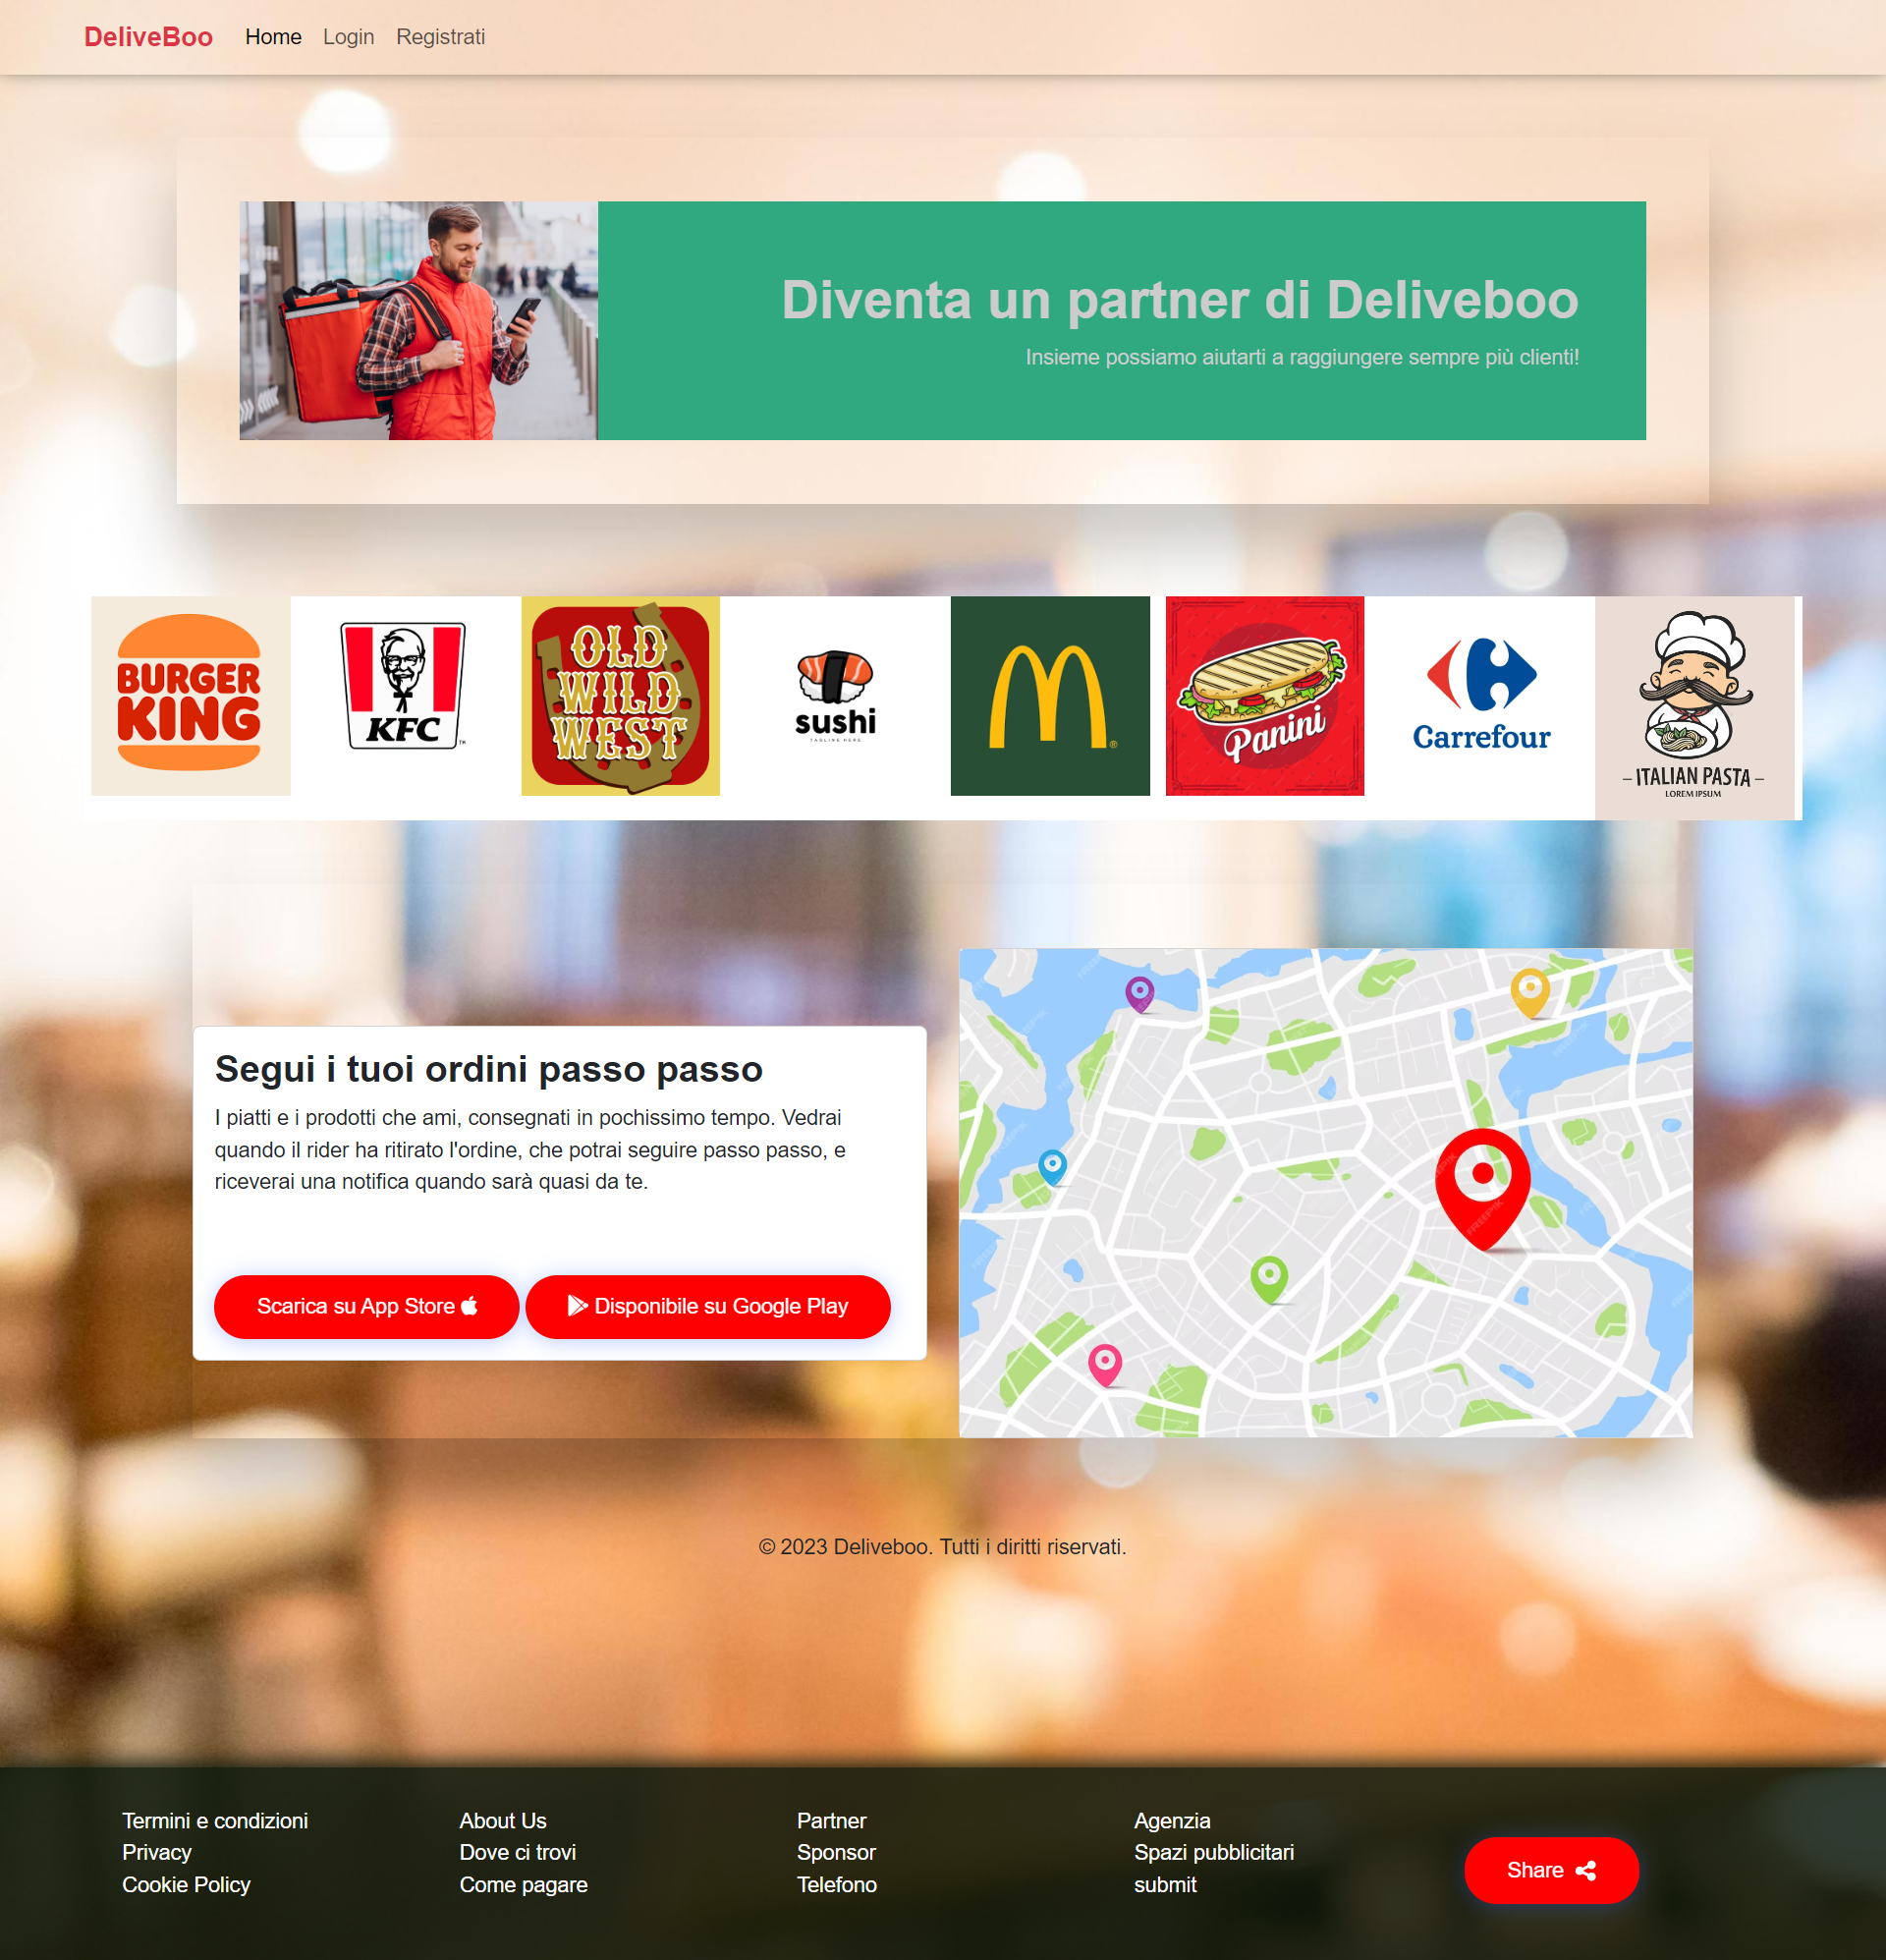 DeliveBoo Home Login Registrati
Diventa un partner di Deliveboo
Insieme possiamo aiutarti a raggiungere sempre più clienti!
BURGER
KING
KFC
TM
OLD
WILD
WEST
sushi
TAGLINE HERE
®
Panini
Carrefour
ITALIAN PASTA
LOREM IPSUM
Segui i tuoi ordini passo passo
I piatti e i prodotti che ami, consegnati in pochissimo tempo. Vedrai
quando il rider ha ritirato l'ordine, che potrai seguire passo passo, e
riceverai una notifica quando sarà quasi da te.
Scarica su App Store
Disponibile su Google Play
FREEPIK
© 2023 Deliveboo. Tutti i diritti riservati.
Termini e condizioni
Privacy
Cookie Policy
About Us
Dove ci trovi
Come pagare
Partner
Sponsor
Telefono
Agenzia
Spazi pubblicitari
submit
Share